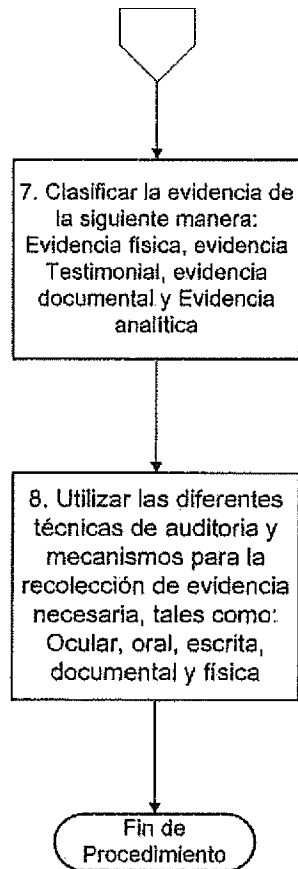 7. Clasificar la evidencia de
la siguiente manera:
Evidencia física, evidencia
Testimonial, evidencia
documental y Evidencia
analítica
8. Utilizar las diferentes
técnicas de auditoria y
mecanismos para la
recolección de evidencia
necesaria, tales como:
Ocular, oral, escrita,
documental y física
Fin de
Procedimiento